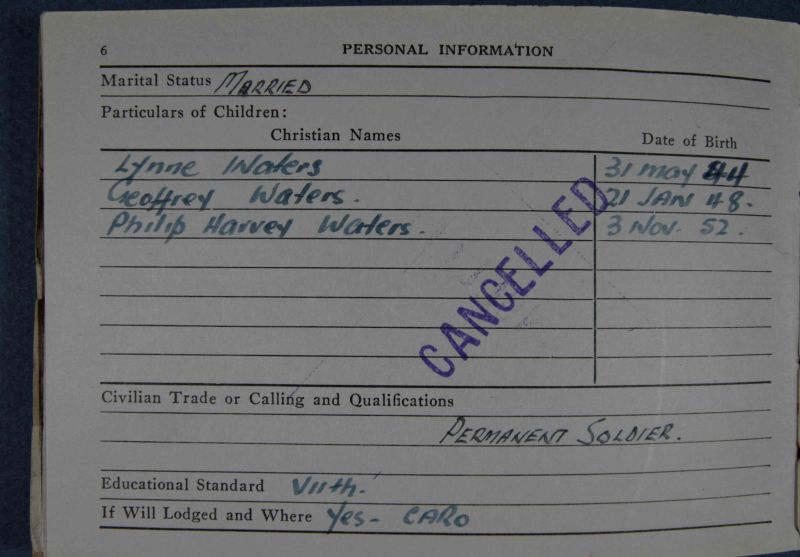 6 PERSONAL INFORMATION
Marital Status MARRIED
Particulars of Children:
Christian Names Date of Birth
Lynne Waters 31 may 44
Geoffrey Waters. 21 JAN 48.
Philip Harvey Waters. 3 Nov. 52.
CANCELLED
Civilian Trade or Calling and Qualifications
PERMANENT SOLDIER.
Educational Standard VIIth.
If Will Lodged and Where Yes- CARO